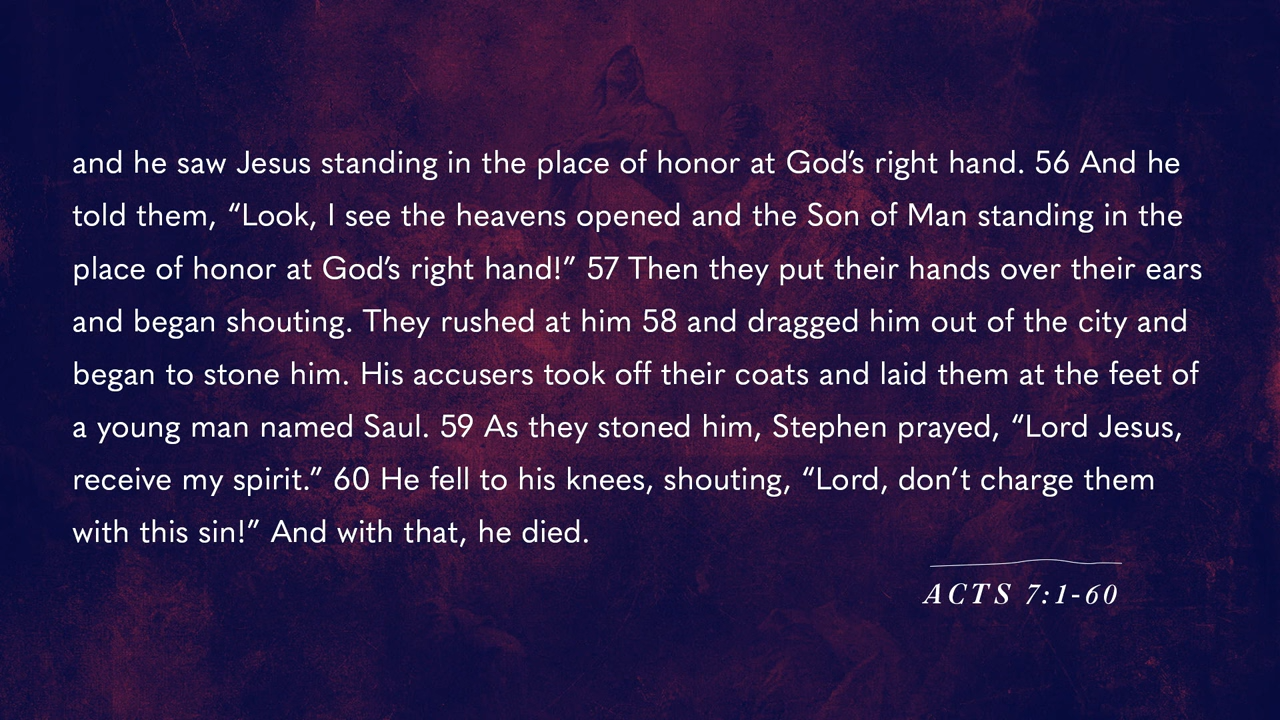 and he saw Jesus standing in the place of honor at God’s right hand. 56 And he
told them, “Look, I see the heavens opened and the Son of Man standing in the
place of honor at God’s right hand!” 57 Then they put their hands over their ears
and began shouting. They rushed at him 58 and dragged him out of the city and
began to stone him. His accusers took off their coats and laid them at the feet of
a young man named Saul. 59 As they stoned him, Stephen prayed, “Lord Jesus,
receive my spirit.” 60 He fell to his knees, shouting, “Lord, don’t charge them
with this sin!” And with that, he died.
ACTS 7:1-60